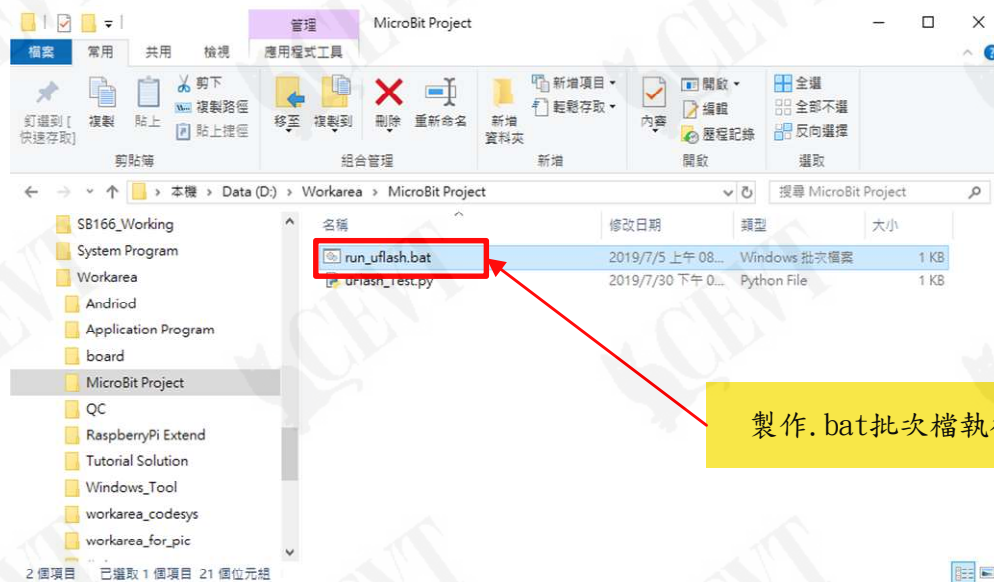 管理
MicroBit Project
檔案
常用
共用
檢視
應用程式工具
釘選到 [
快速存取]
複製
貼上
剪下
複製路徑
貼上捷徑
剪貼簿
移至
複製到
刪除
重新命名
組合管理
新增
資料夾
新增項目
輕鬆存取
新增
內容
開啟
編輯
歷程記錄
開啟
全選
全部不選
反向選擇
選取
本機 › Data (D:) › Workarea › MicroBit Project
搜尋 MicroBit Project
SB166_Working
System Program
Workarea
Andriod
Application Program
board
MicroBit Project
QC
RaspberryPi Extend
Tutorial Solution
Windows_Tool
workarea_codesys
workarea_for_pic
名稱 修改日期 類型 大小
run_uflash.bat 2019/7/5 上午 08... Windows 批次檔案 1 KB
uFlash_Test.py 2019/7/30 下午 0... Python File 1 KB
製作.bat批次檔執
2 個項目 已選取 1 個項目 21 個位元組
CEVT